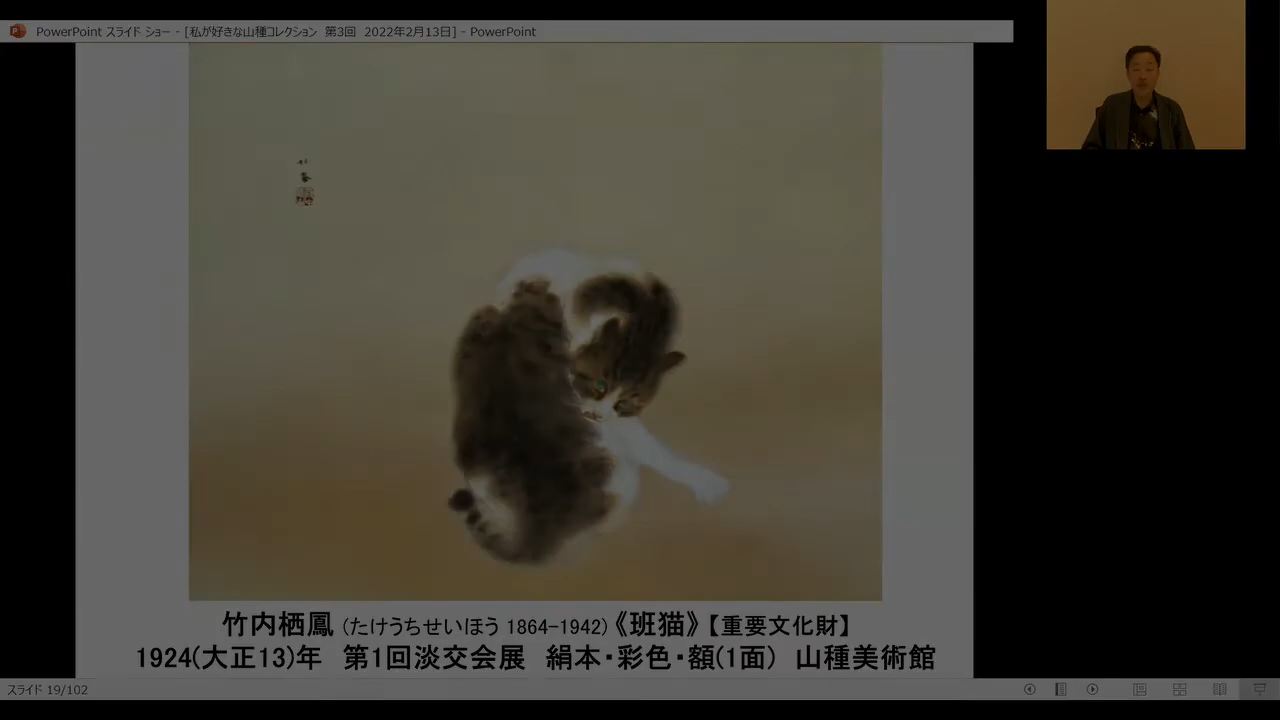 PowerPoint スライド ショー - [私が好きな山種コレクション 第3回 2022年2月13日] - PowerPoint
竹内栖鳳 (たけうちせいほう 1864-1942)《班猫》【重要文化財】
1924(大正13)年 第1回淡交会展 絹本・彩色・額(1面) 山種美術館
スライド 19/102